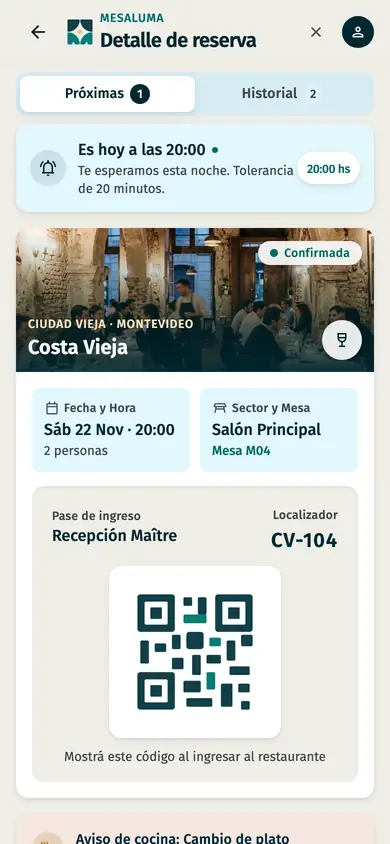 MESALUMA
Detalle de reserva
Próximas 1
Historial 2
Es hoy a las 20:00
Te esperamos esta noche. Tolerancia
de 20 minutos.
20:00 hs
Confirmada
CIUDAD VIEJA · MONTEVIDEO
Costa Vieja
Fecha y Hora
Sáb 22 Nov · 20:00
2 personas
Sector y Mesa
Salón Principal
Mesa M04
Pase de ingreso
Recepción Maître
Localizador
CV-104
Mostrá este código al ingresar al restaurante
Aviso de cocina: Cambio de plato